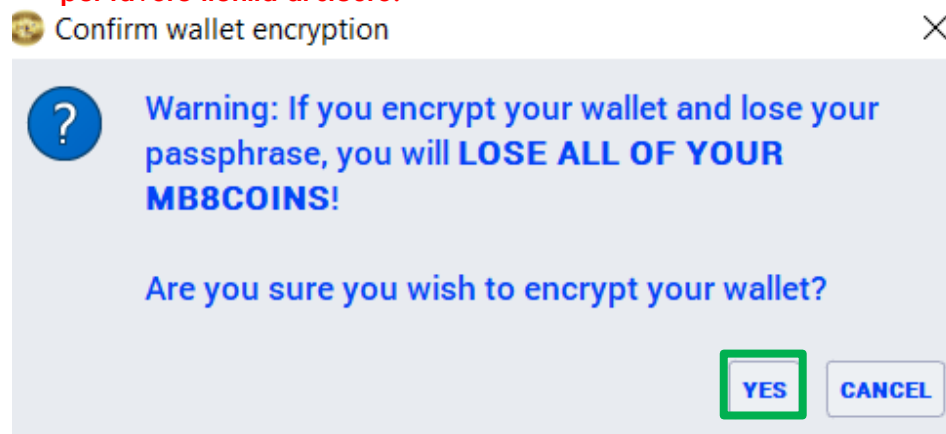 Confirm wallet encryption
Warning: If you encrypt your wallet and lose your
passphrase, you will LOSE ALL OF YOUR
MB8COINS!
Are you sure you wish to encrypt your wallet?
YES
CANCEL